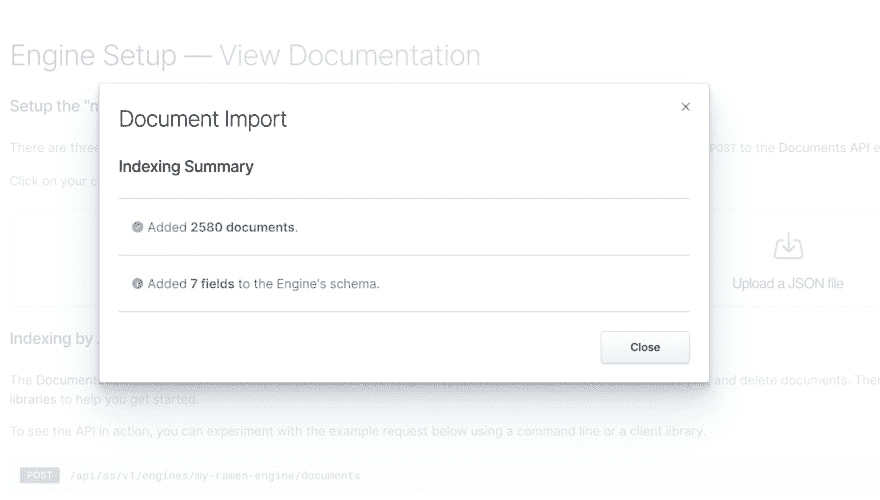 Engine Setup — View Documentation
Setup the "m
There are three
POST to the Documents API e
Click on your c
Document Import
Indexing Summary
Added 2580 documents.
Added 7 fields to the Engine's schema.
Close
Upload a JSON file
Indexing by
The Document
and delete documents. Ther
libraries to help you get started.
To see the API in action, you can experiment with the example request below using a command line or a client library.
POST /api/as/v1/engines/my-ramen-engine/documents